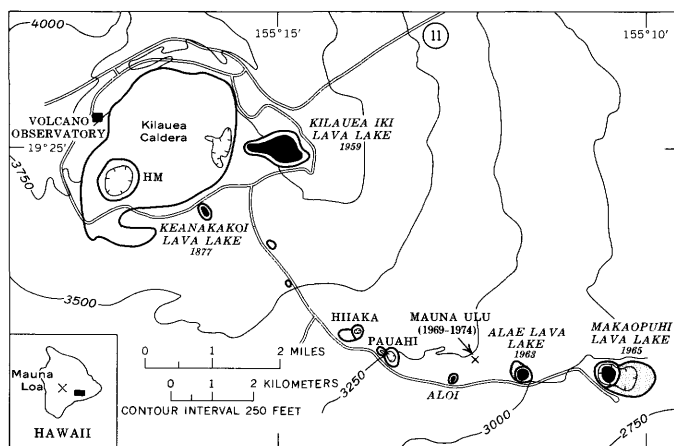 4000
155°15'
11
155°10'
VOLCANO
OBSERVATORY
19°25'
3750
Kilauea
Caldera
HM
KILAUEA IKI
LAVA LAKE
1959
KEANAKAKOI
LAVA LAKE
1877
3500
HIIAKA
PAUAHI
MAUNA ULU
(1969-1974)
ALAE LAVA
LAKE
1963
MAKAOPUHI
LAVA LAKE
1965
ALOI
3250
3000
2750
0 1 2 MILES
0 1 2 KILOMETERS
CONTOUR INTERVAL 250 FEET
Mauna
Loa
HAWAII